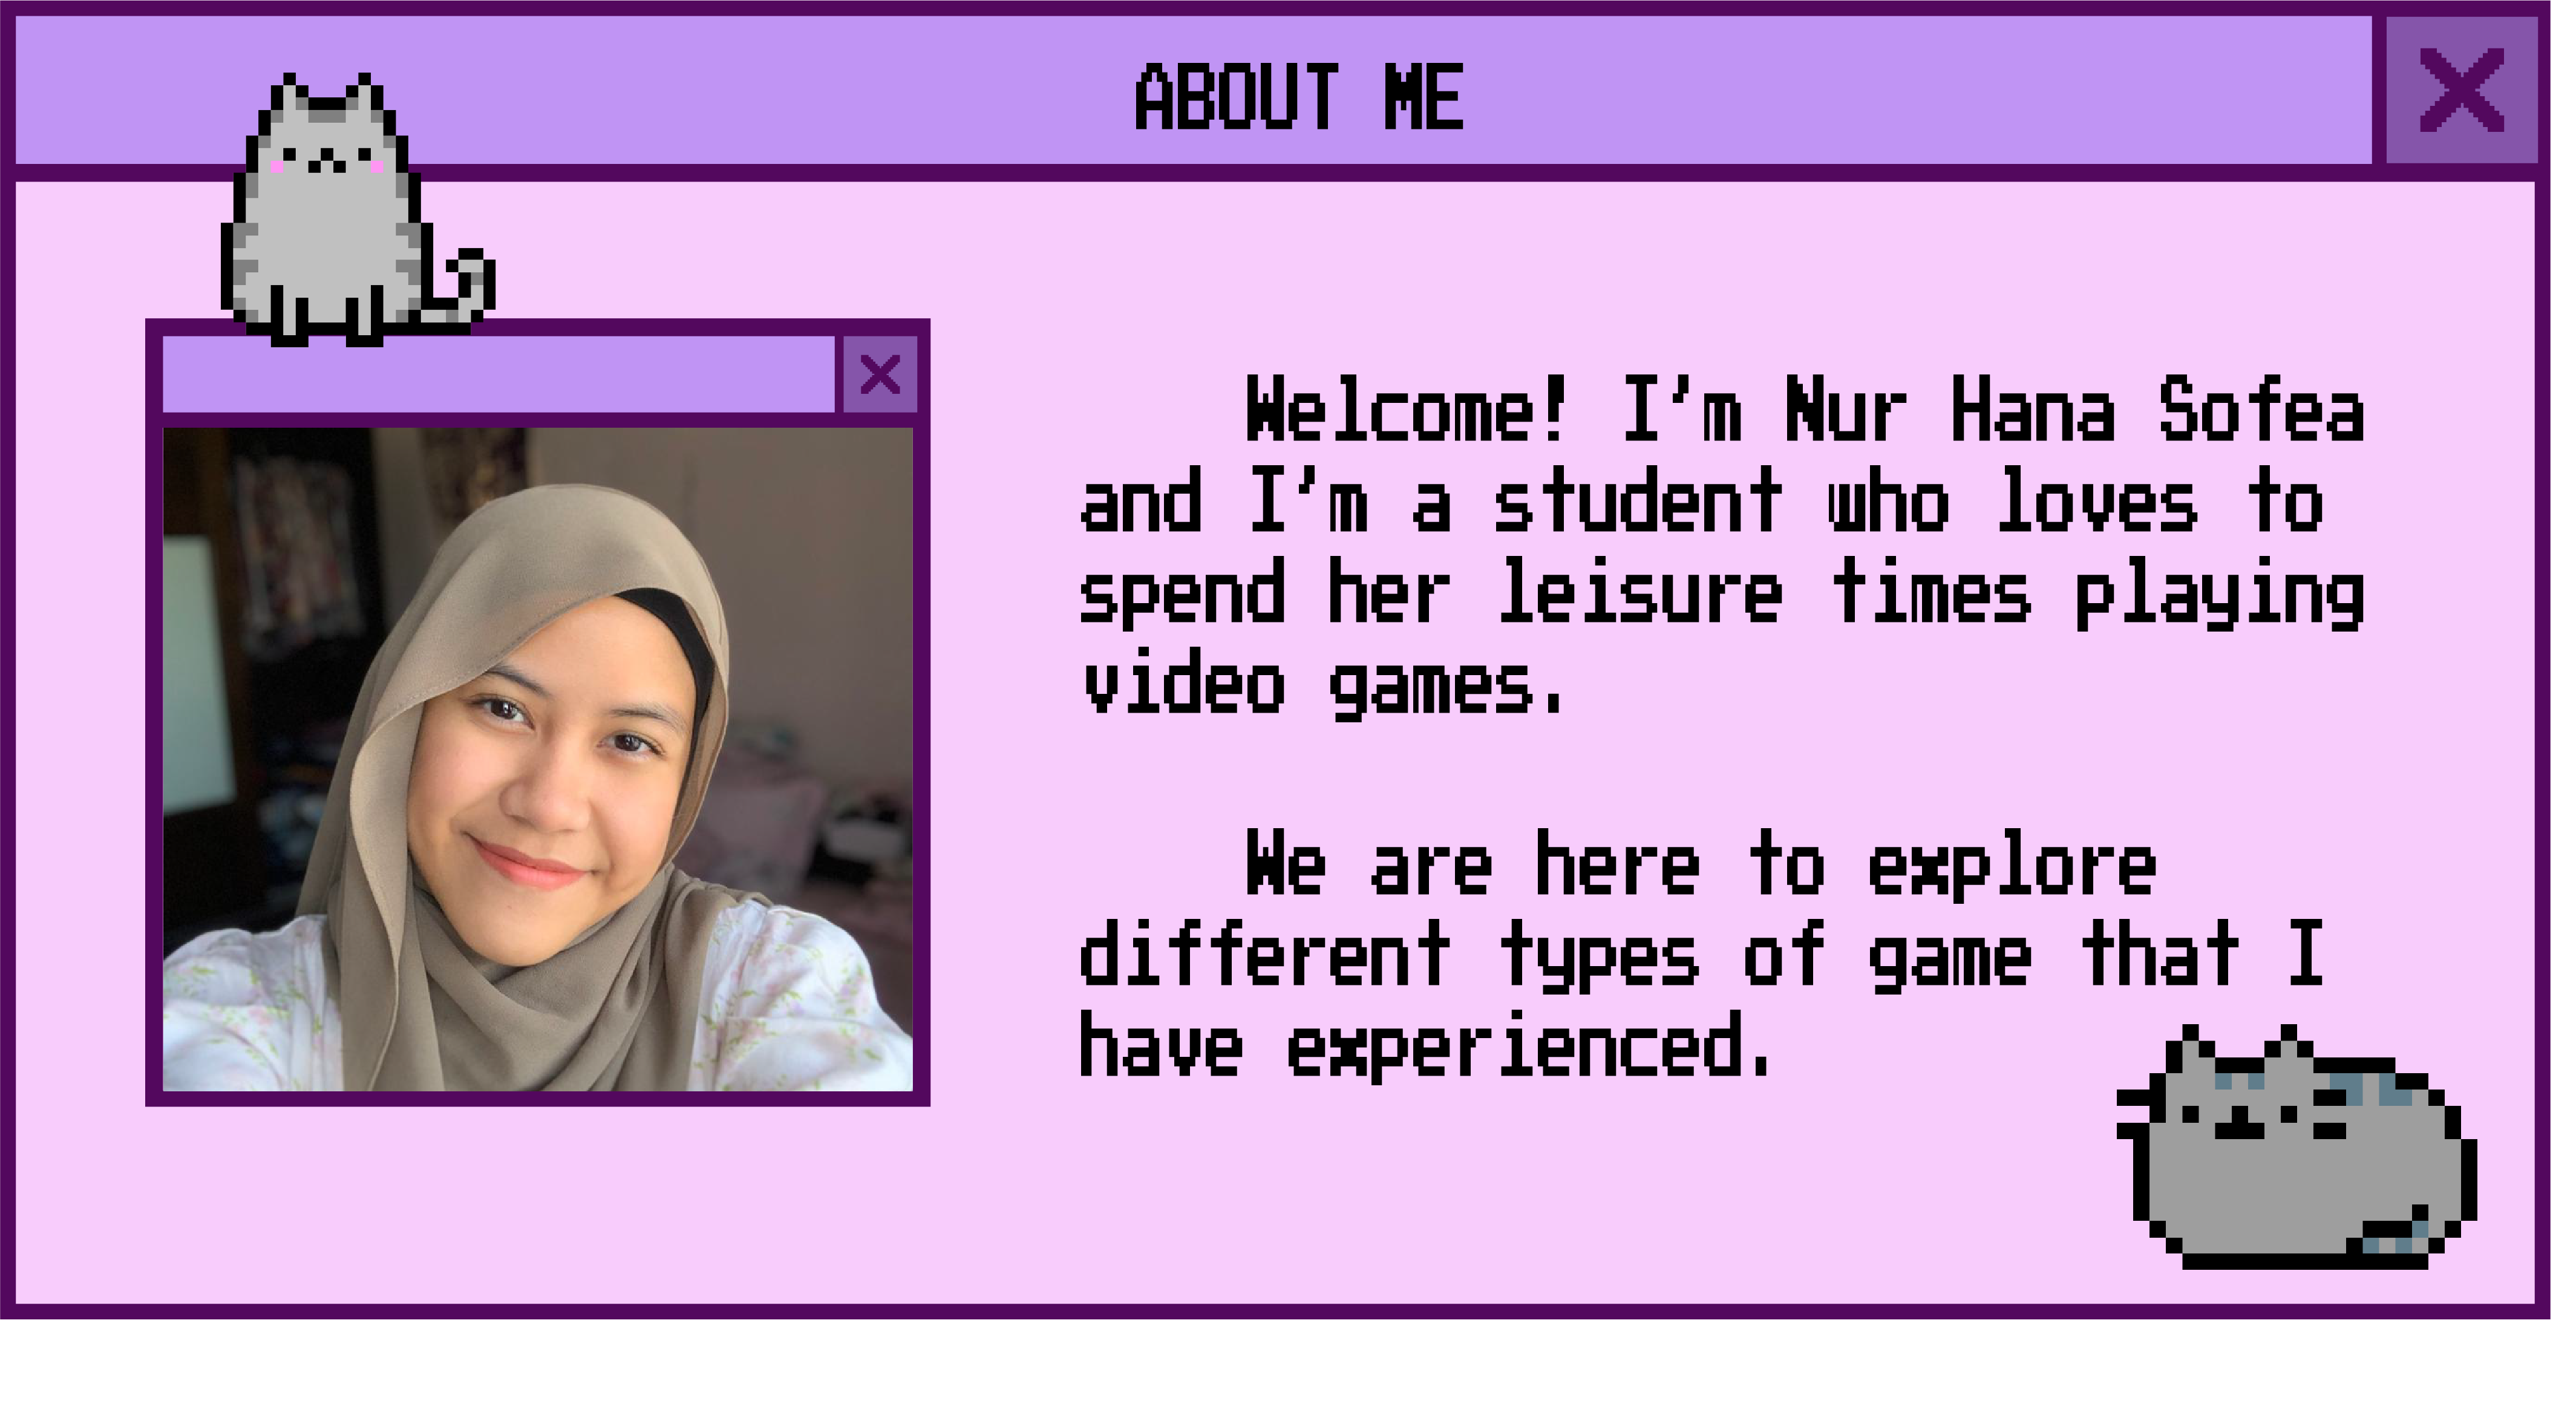 ABOUT ME
Welcome! I'm Nur Hana Sofea
and I'm a student who loves to
spend her leisure times playing
video games.
We are here to explore
different types of game that I
have experienced.